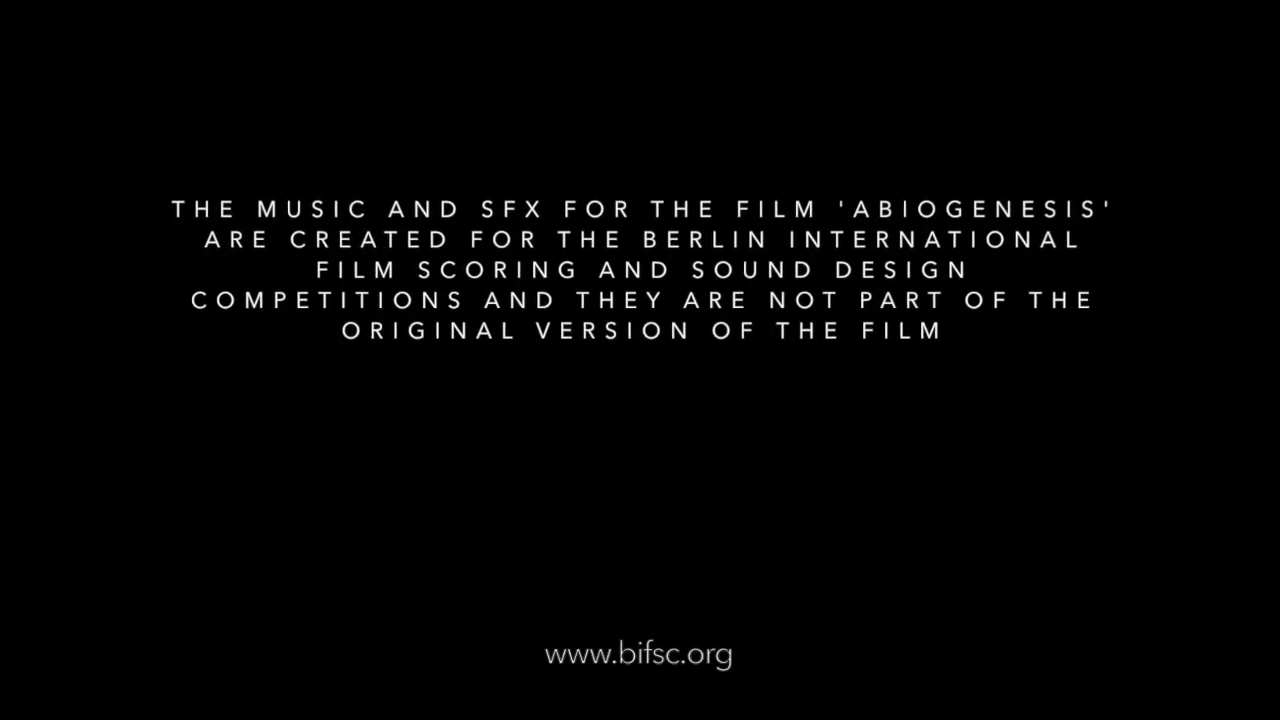 THE MUSIC AND SFX FOR THE FILM 'ABIOGENESIS'
ARE CREATED FOR THE BERLIN INTERNATIONAL
FILM SCORING AND SOUND DESIGN
COMPETITIONS AND THEY ARE NOT PART OF THE
ORIGINAL VERSION OF THE FILM
www.bifsc.org